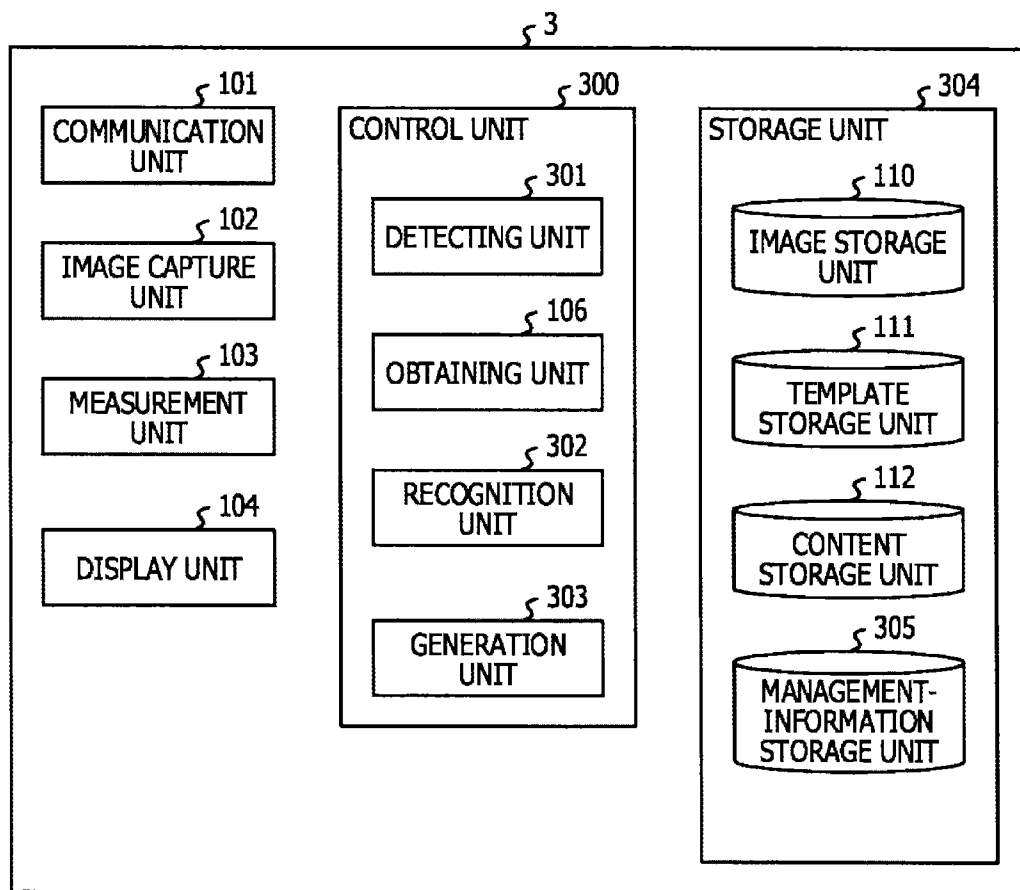 3
101
COMMUNICATION
UNIT
102
IMAGE CAPTURE
UNIT
103
MEASUREMENT
UNIT
104
DISPLAY UNIT
300
CONTROL UNIT
301
DETECTING UNIT
106
OBTAINING UNIT
302
RECOGNITION
UNIT
303
GENERATION
UNIT
304
STORAGE UNIT
110
IMAGE STORAGE
UNIT
111
TEMPLATE
STORAGE UNIT
112
CONTENT
STORAGE UNIT
305
MANAGEMENT-
INFORMATION
STORAGE UNIT